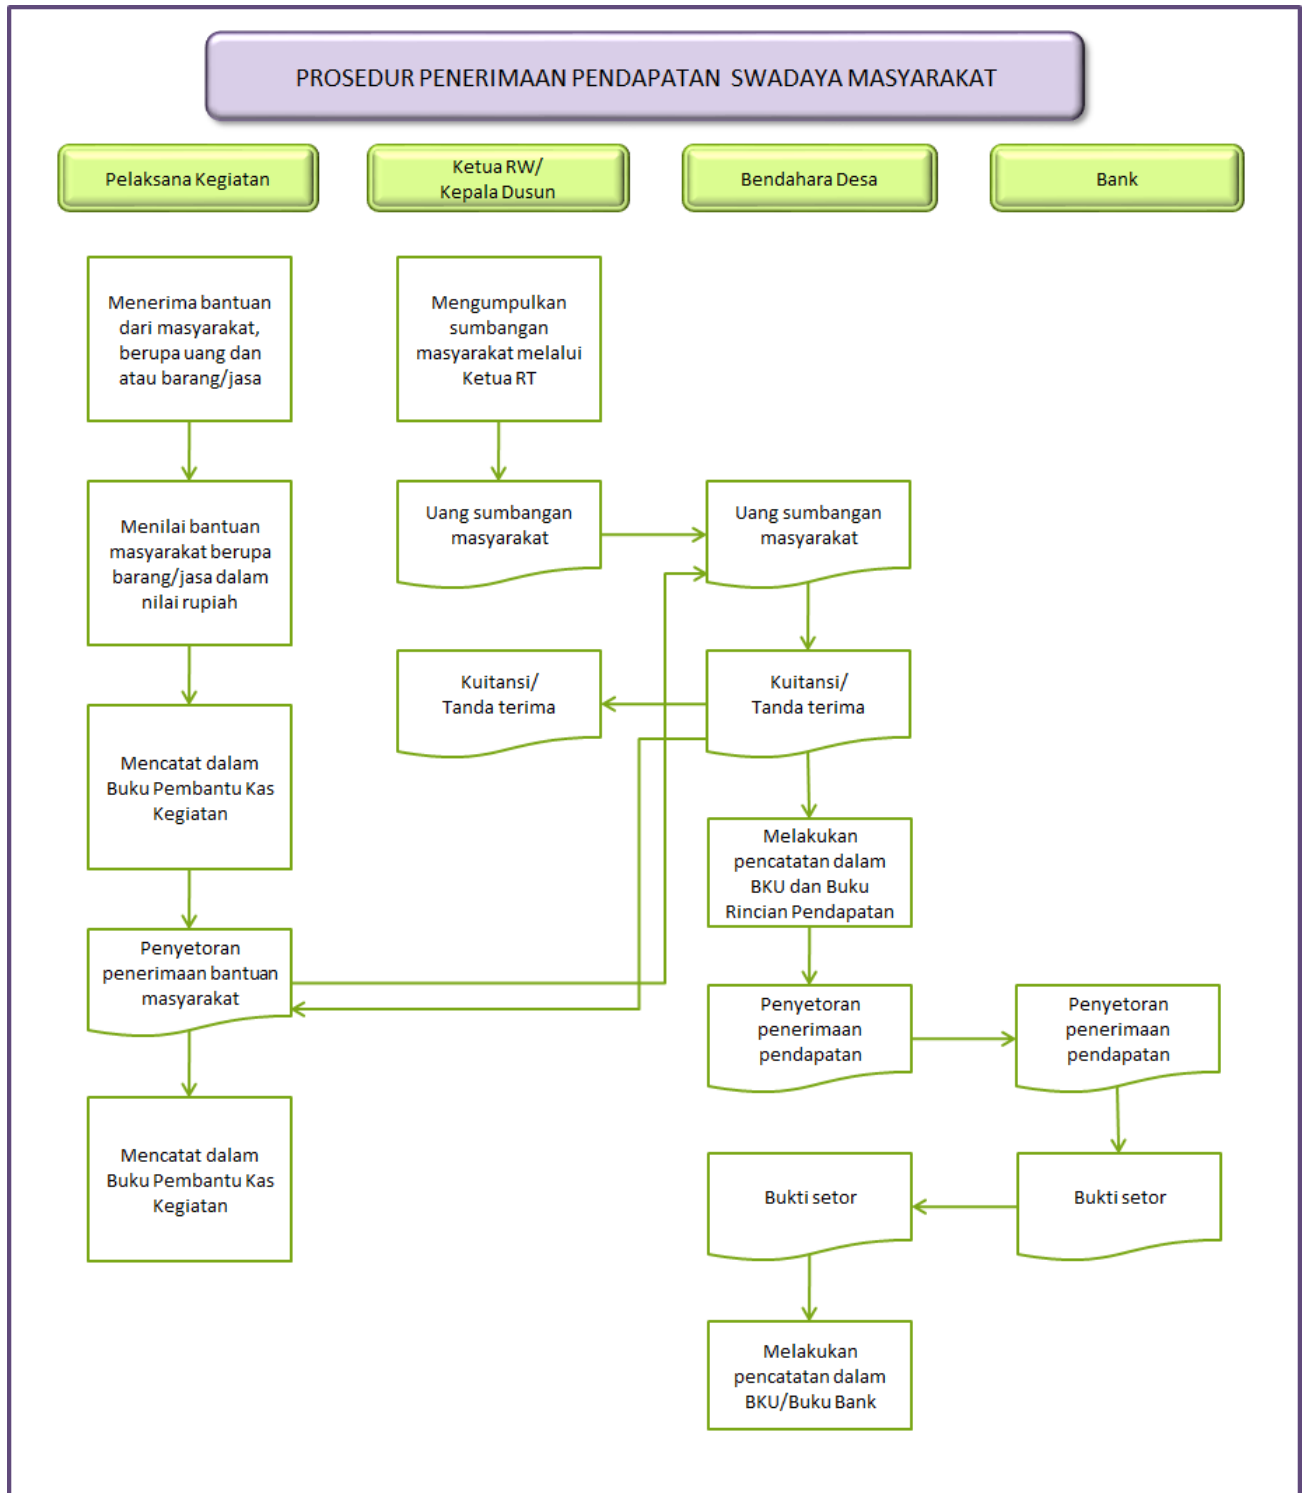 PROSEDUR PENERIMAAN PENDAPATAN SWADAYA MASYARAKAT
Pelaksana Kegiatan
Ketua RW/
Kepala Dusun
Bendahara Desa
Bank
Menerima bantuan
dari masyarakat,
berupa uang dan
atau barang/jasa
Mengumpulkan
sumbangan
masyarakat melalui
Ketua RT
Menilai bantuan
masyarakat berupa
barang/jasa dalam
nilai rupiah
Uang sumbangan
masyarakat
Uang sumbangan
masyarakat
Kuitansi/
Tanda terima
Kuitansi/
Tanda terima
Mencatat dalam
Buku Pembantu Kas
Kegiatan
Melakukan
pencatatan dalam
BKU dan Buku
Rincian Pendapatan
Penyetoran
penerimaan bantuan
masyarakat
Penyetoran
penerimaan
pendapatan
Penyetoran
penerimaan
pendapatan
Mencatat dalam
Buku Pembantu Kas
Kegiatan
Bukti setor
Bukti setor
Melakukan
pencatatan dalam
BKU/Buku Bank